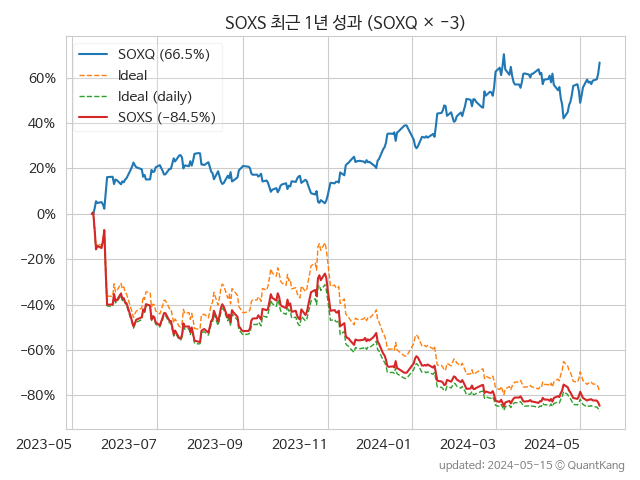 SOXS 최근 1년 성과 (SOXQ × −3)
SOXQ (66.5%)
Ideal
Ideal (daily)
SOXS (−84.5%)
60%
40%
20%
0%
−20%
−40%
−60%
−80%
2023−05 2023−07 2023−09 2023−11 2024−01 2024−03 2024−05
updated: 2024−05−15 ⓒ QuantKang